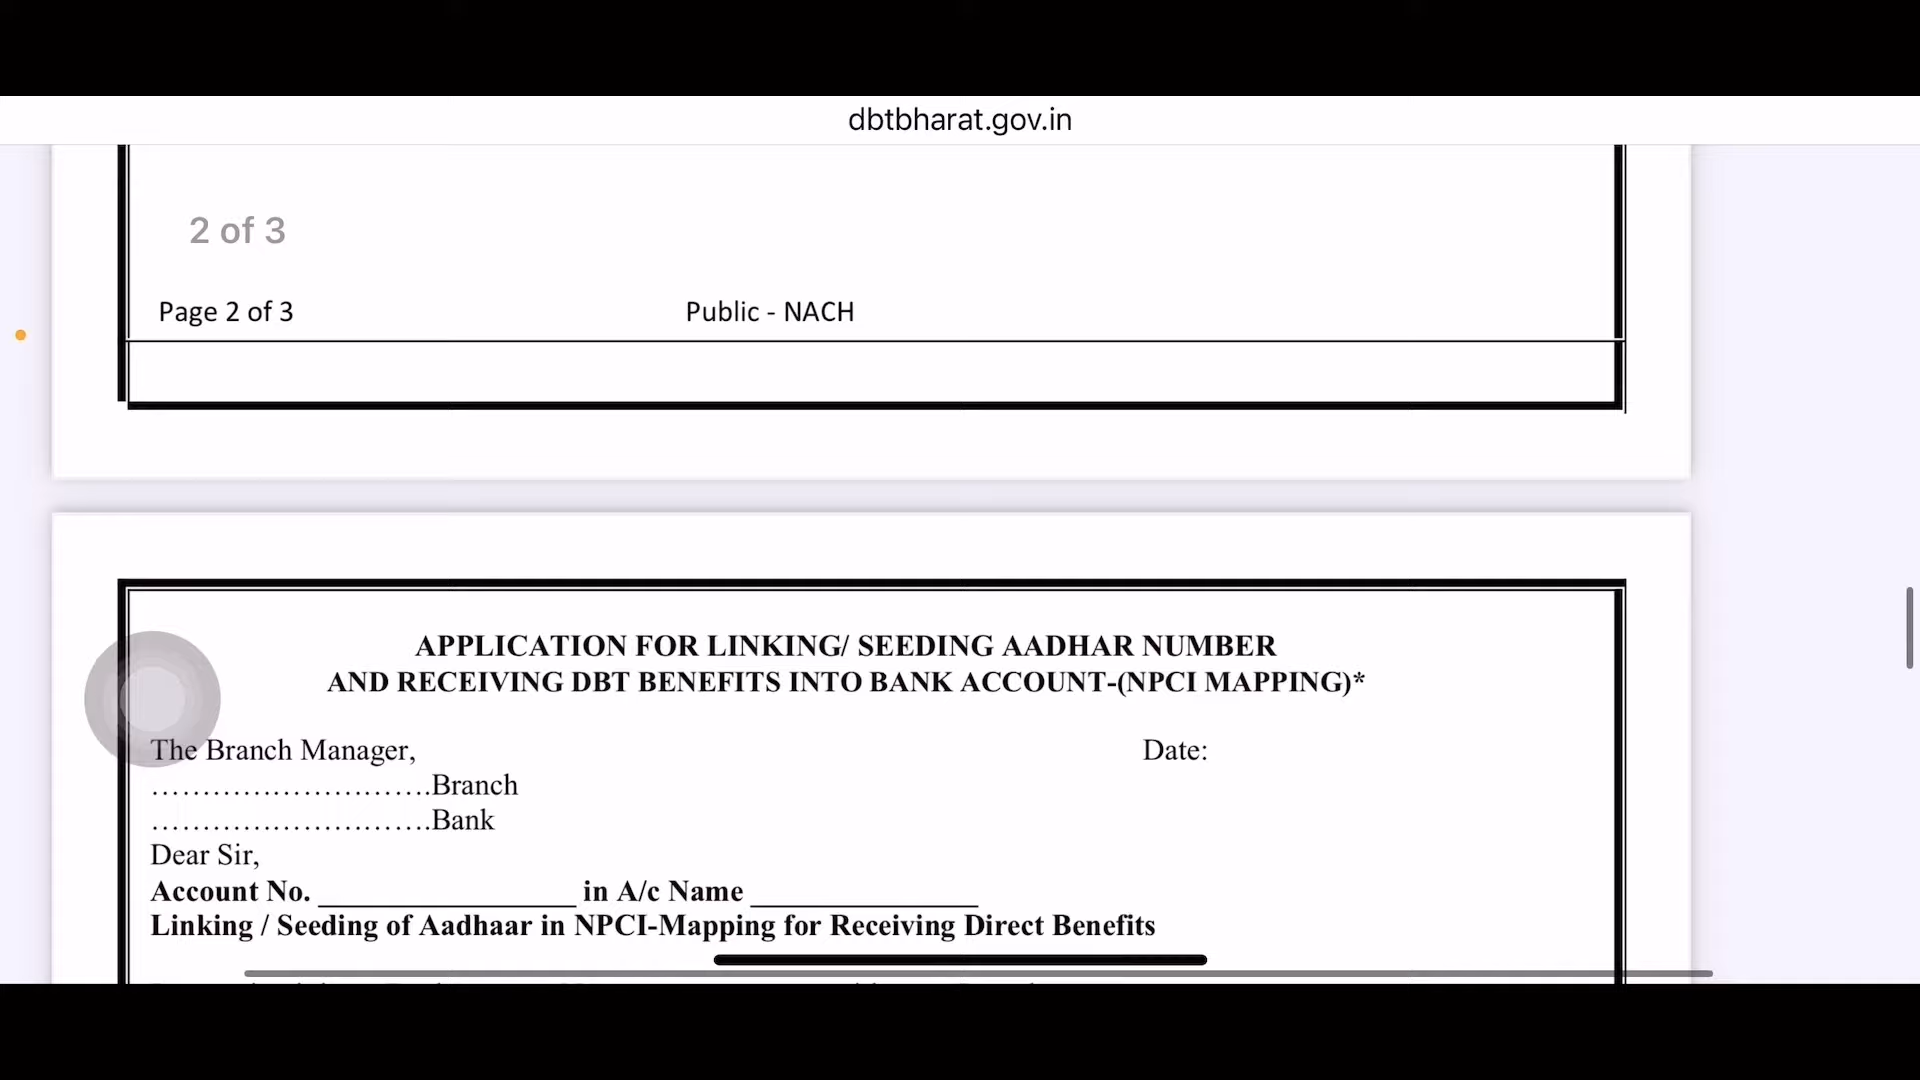 dbtbharat.gov.in
2 of 3
Page 2 of 3 Public - NACH
APPLICATION FOR LINKING/ SEEDING AADHAR NUMBER
AND RECEIVING DBT BENEFITS INTO BANK ACCOUNT-(NPCI MAPPING)*
The Branch Manager, Date:
…………………………….Branch
…………………………….Bank
Dear Sir,
Account No. __________________ in A/c Name ________________
Linking / Seeding of Aadhaar in NPCI-Mapping for Receiving Direct Benefits